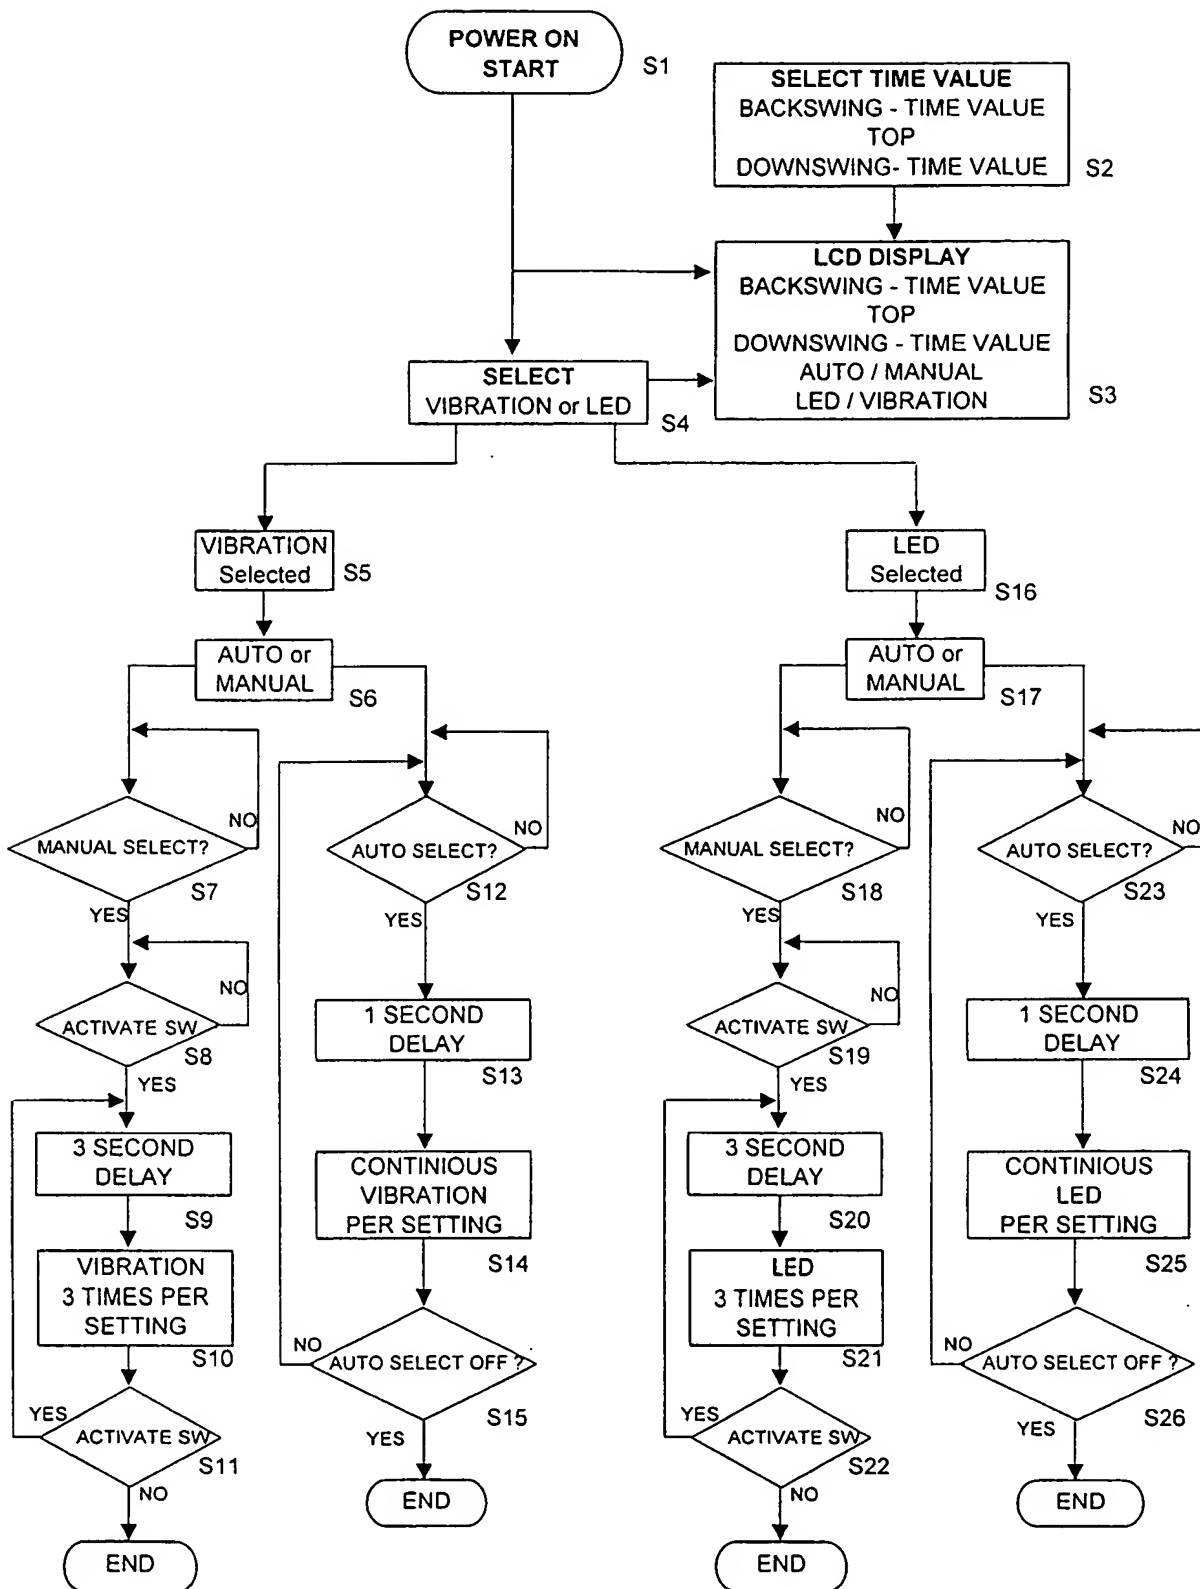 POWER ON
START
S1
SELECT TIME VALUE
BACKSWING - TIME VALUE
TOP
DOWNSWING- TIME VALUE
S2
LCD DISPLAY
BACKSWING - TIME VALUE
TOP
DOWNSWING - TIME VALUE
AUTO / MANUAL
LED / VIBRATION
S3
SELECT
VIBRATION or LED
S4
VIBRATION
Selected
S5
AUTO or
MANUAL
S6
MANUAL SELECT?
NO
S7
YES
ACTIVATE SW
NO
S8
YES
3 SECOND
DELAY
S9
VIBRATION
3 TIMES PER
SETTING
S10
YES
ACTIVATE SW
S11
NO
END
AUTO SELECT?
NO
S12
YES
1 SECOND
DELAY
S13
CONTINIOUS
VIBRATION
PER SETTING
S14
NO
AUTO SELECT OFF ?
S15
YES
END
LED
Selected
S16
AUTO or
MANUAL
S17
MANUAL SELECT?
NO
S18
YES
ACTIVATE SW
NO
S19
YES
3 SECOND
DELAY
S20
LED
3 TIMES PER
SETTING
S21
YES
ACTIVATE SW
S22
NO
END
AUTO SELECT?
NO
S23
YES
1 SECOND
DELAY
S24
CONTINIOUS
LED
PER SETTING
S25
NO
AUTO SELECT OFF ?
S26
YES
END